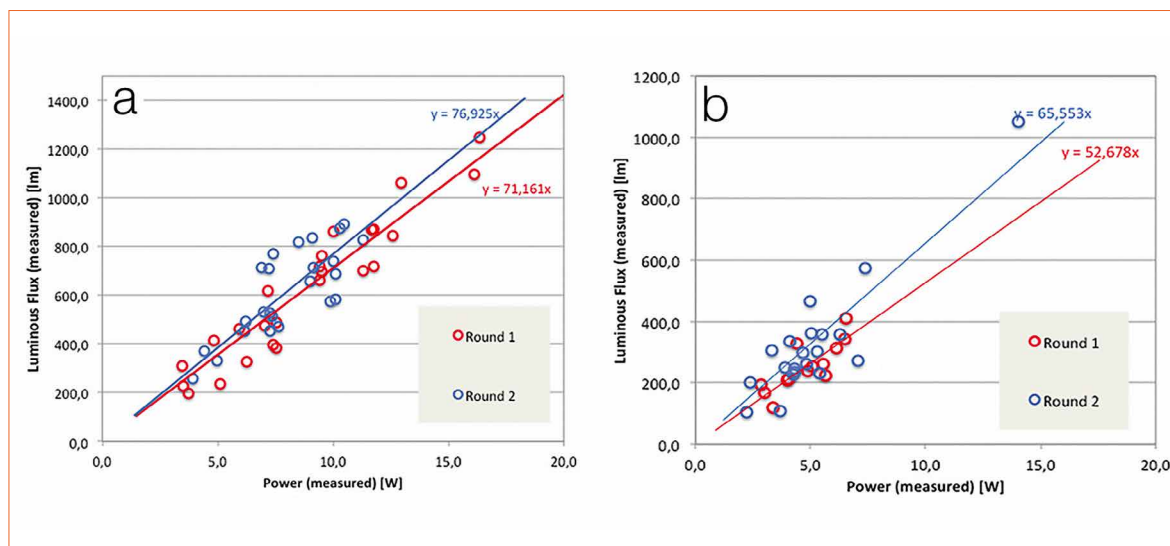 a
1400,0
1200,0
1000,0
800,0
600,0
400,0
200,0
0,0
Luminous Flux (measured) [lm]
y = 76,925x
y = 71,161x
Round 1
Round 2
0,0 5,0 10,0 15,0 20,0
Power (measured) [W]
b
1200,0
1000,0
800,0
600,0
400,0
200,0
0,0
Luminous Flux (measured) [lm]
y = 65,553x
y = 52,678x
Round 1
Round 2
0,0 5,0 10,0 15,0 20,0
Power (measured) [W]